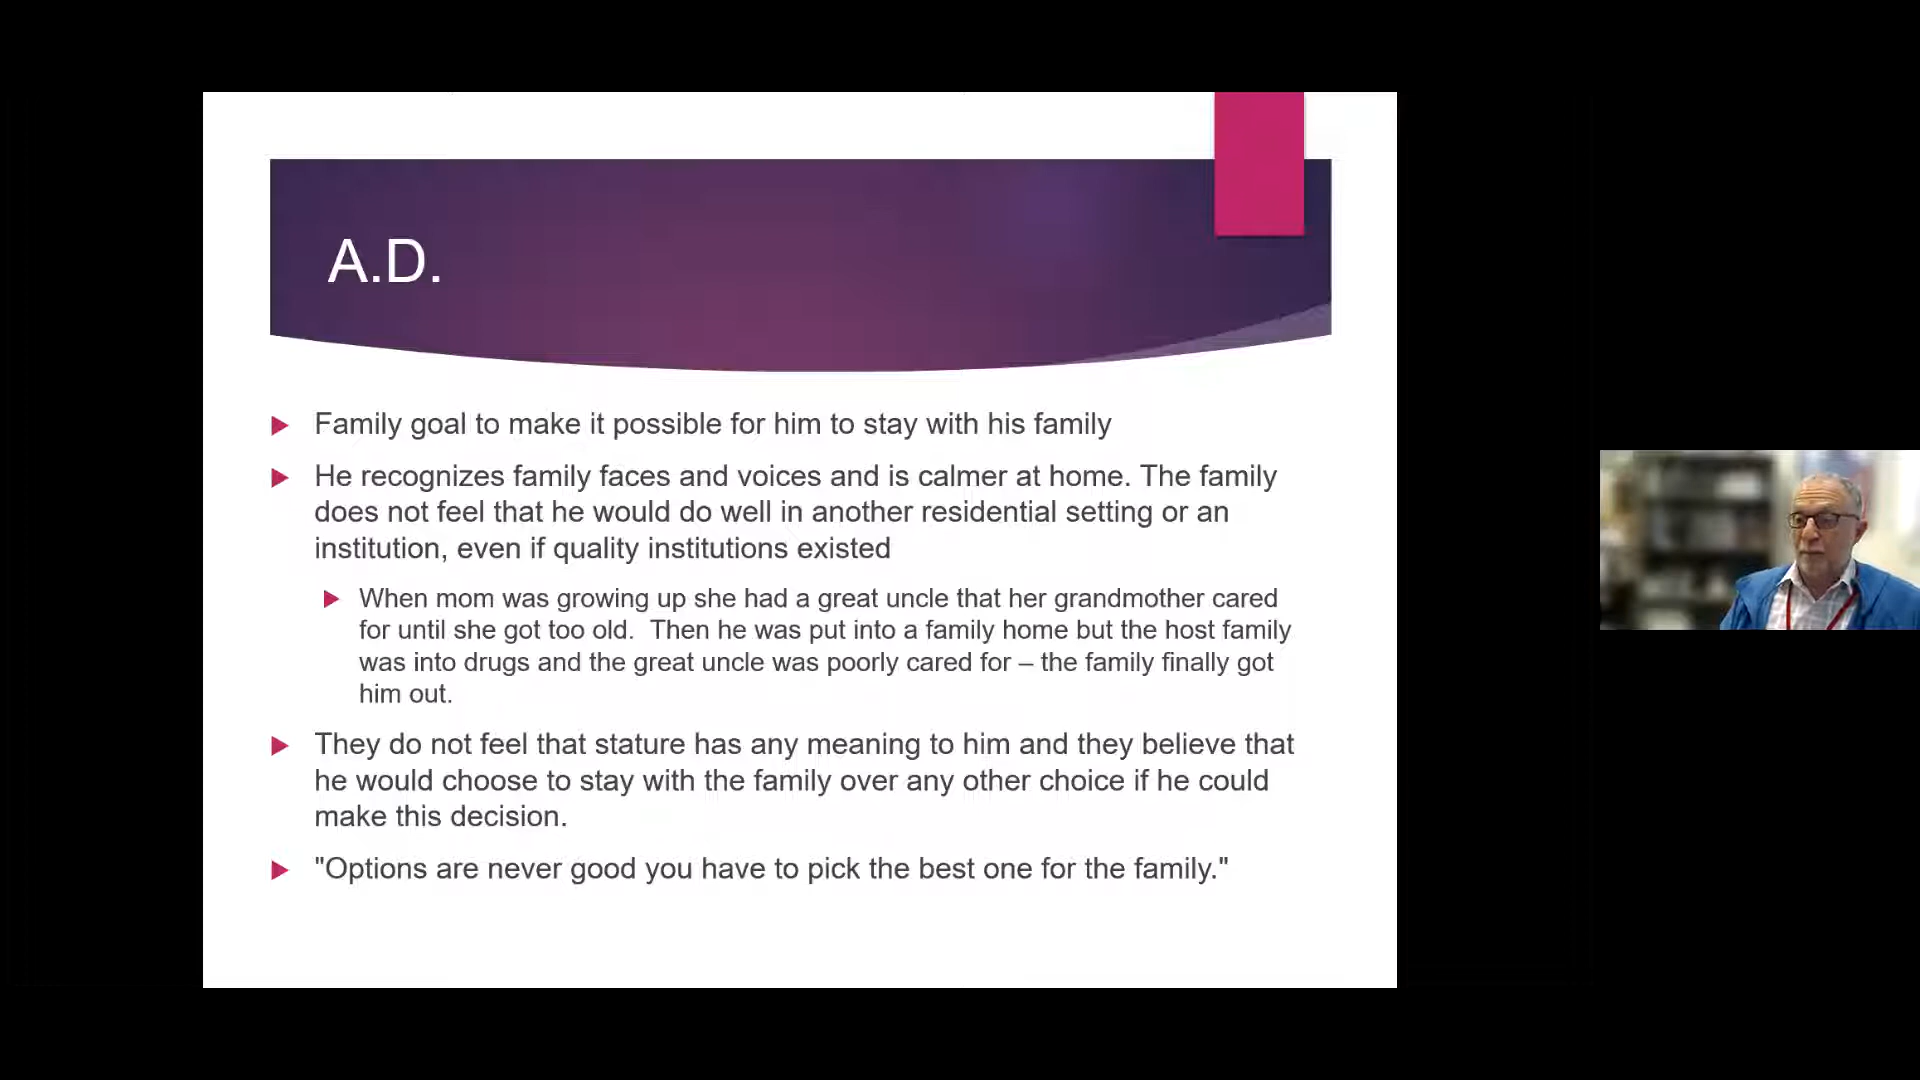 A.D.
Family goal to make it possible for him to stay with his family
He recognizes family faces and voices and is calmer at home. The family
does not feel that he would do well in another residential setting or an
institution, even if quality institutions existed
When mom was growing up she had a great uncle that her grandmother cared
for until she got too old.  Then he was put into a family home but the host family
was into drugs and the great uncle was poorly cared for – the family finally got
him out.
They do not feel that stature has any meaning to him and they believe that
he would choose to stay with the family over any other choice if he could
make this decision.
"Options are never good you have to pick the best one for the family."